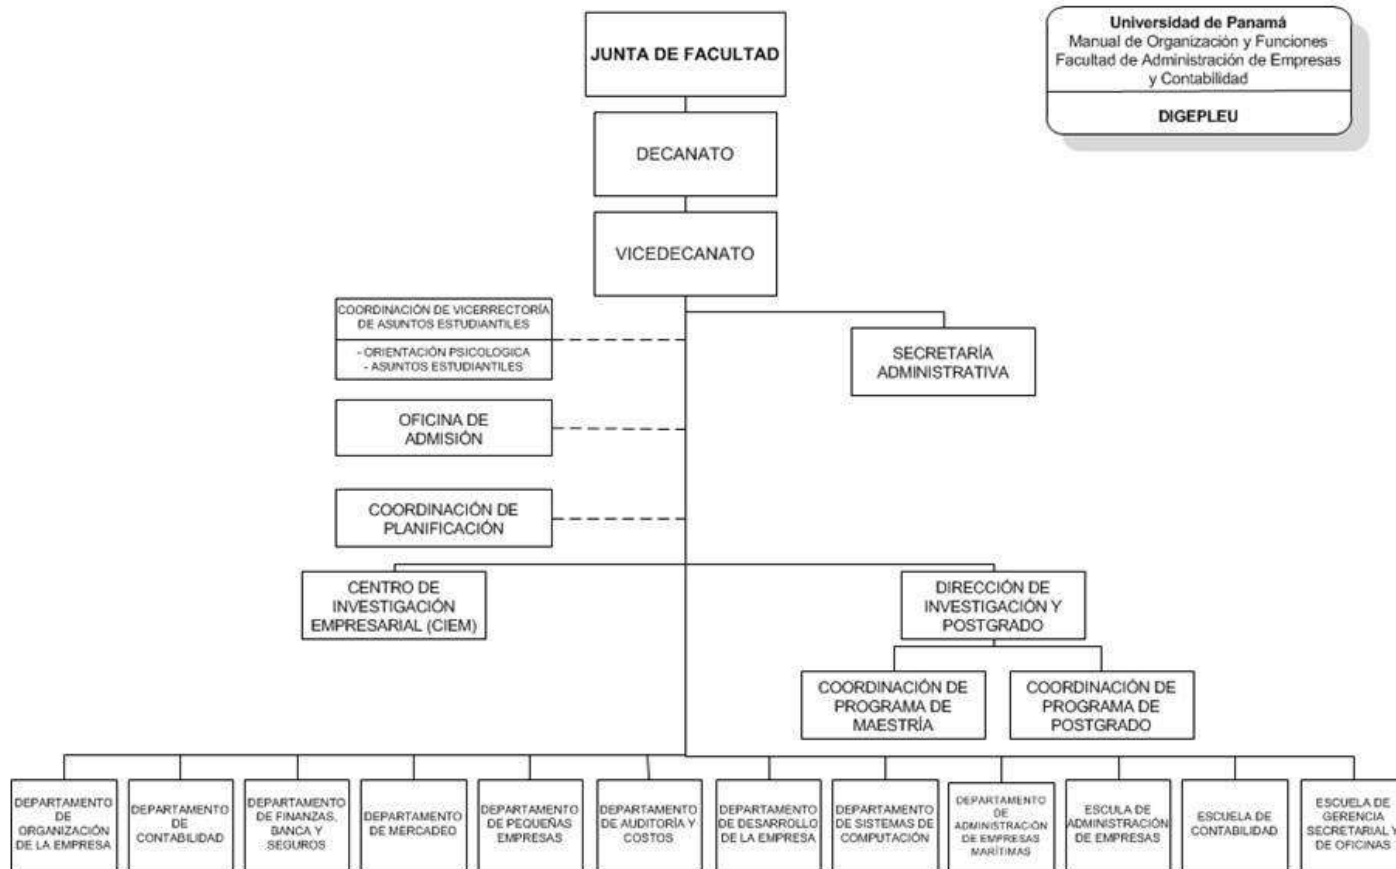 JUNTA DE FACULTAD
Universidad de Panamá
Manual de Organización y Funciones
Facultad de Administración de Empresas
y Contabilidad
DIGEPLEU
DECANATO
VICEDECANATO
COORDINACIÓN DE VICERRECTORÍA
DE ASUNTOS ESTUDIANTILES
- ORIENTACIÓN PSICOLOGICA
- ASUNTOS ESTUDIANTILES
SECRETARÍA
ADMINISTRATIVA
OFICINA DE
ADMISIÓN
COORDINACIÓN DE
PLANIFICACIÓN
CENTRO DE
INVESTIGACIÓN
EMPRESARIAL (CIEM)
DIRECCIÓN DE
INVESTIGACIÓN Y
POSTGRADO
COORDINACIÓN DE
PROGRAMA DE
MAESTRÍA
COORDINACIÓN DE
PROGRAMA DE
POSTGRADO
DEPARTAMENTO
DE
ORGANIZACIÓN
DE LA EMPRESA
DEPARTAMENTO
DE
CONTABILIDAD
DEPARTAMENTO
DE FINANZAS,
BANCA Y
SEGUROS
DEPARTAMENTO
DE MERCADEO
DEPARTAMENTO
DE PEQUEÑAS
EMPRESAS
DEPARTAMENTO
DE AUDITORÍA Y
COSTOS
DEPARTAMENTO
DE DESARROLLO
DE LA EMPRESA
DEPARTAMENTO
DE SISTEMAS DE
COMPUTACIÓN
DEPARTAMENTO
DE
ADMINISTRACIÓN
DE EMPRESAS
MARÍTIMAS
ESCULA DE
ADMINISTRACIÓN
DE EMPRESAS
ESCUELA DE
CONTABILIDAD
ESCUELA DE
GERENCIA
SECRETARIAL Y
DE OFICINAS